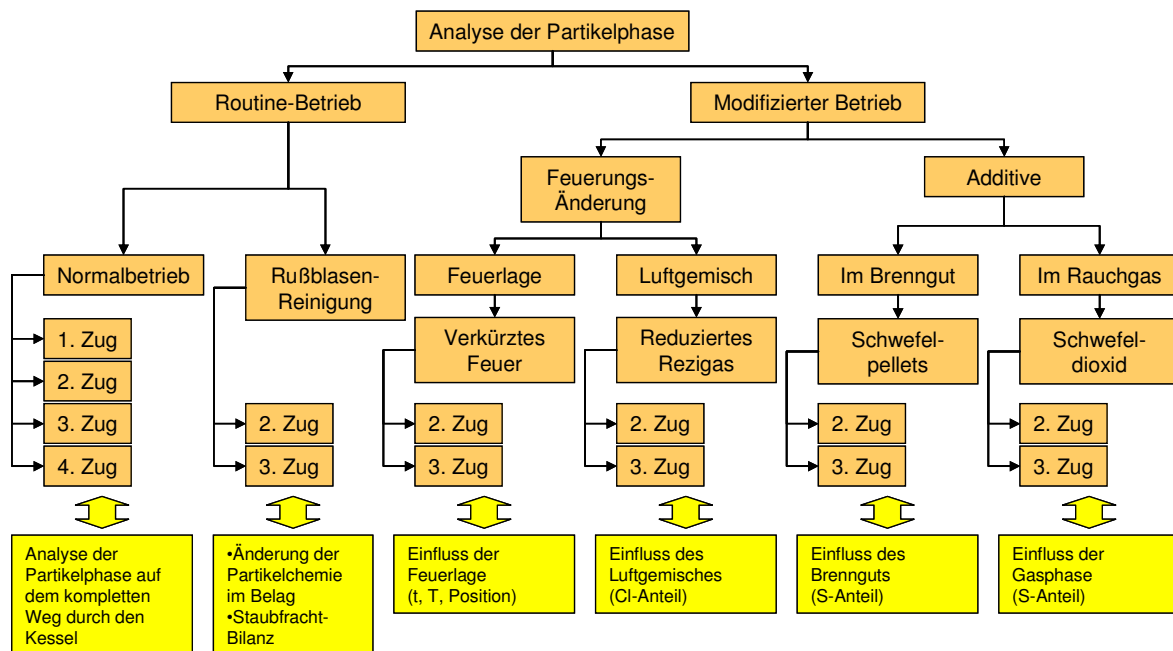 Analyse der Partikelphase
Routine-Betrieb
Modifizierter Betrieb
Feuerungs-
Änderung
Additive
Normalbetrieb
Rußblasen-
Reinigung
Feuerlage
Luftgemisch
Im Brenngut
Im Rauchgas
Verkürztes
Feuer
Reduziertes
Rezigas
Schwefel-
pellets
Schwefel-
dioxid
1. Zug
2. Zug
3. Zug
4. Zug
2. Zug
3. Zug
2. Zug
3. Zug
2. Zug
3. Zug
2. Zug
3. Zug
2. Zug
3. Zug
Analyse der
Partikelphase auf
dem kompletten
Weg durch den
Kessel
•Änderung der
Partikelchemie
im Belag
•Staubfracht-
Bilanz
Einfluss der
Feuerlage
(t, T, Position)
Einfluss des
Luftgemisches
(Cl-Anteil)
Einfluss des
Brennguts
(S-Anteil)
Einfluss der
Gasphase
(S-Anteil)